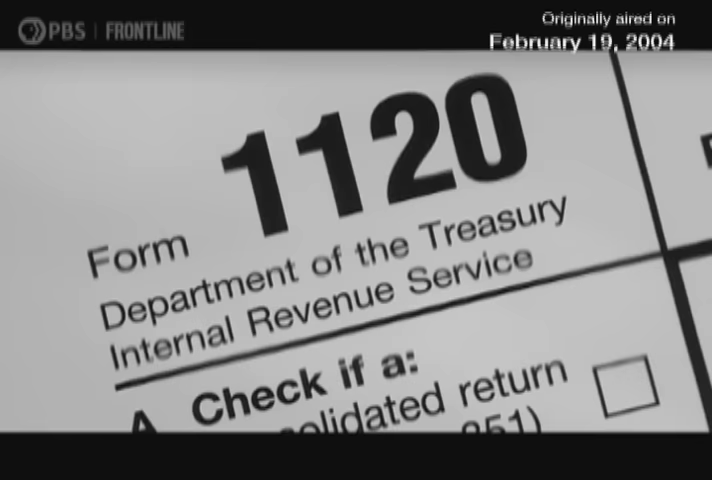 PBS | FRONTLINE
Originally aired on
February 19, 2004
Form 1120
Department of the Treasury
Internal Revenue Service
A Check if a: